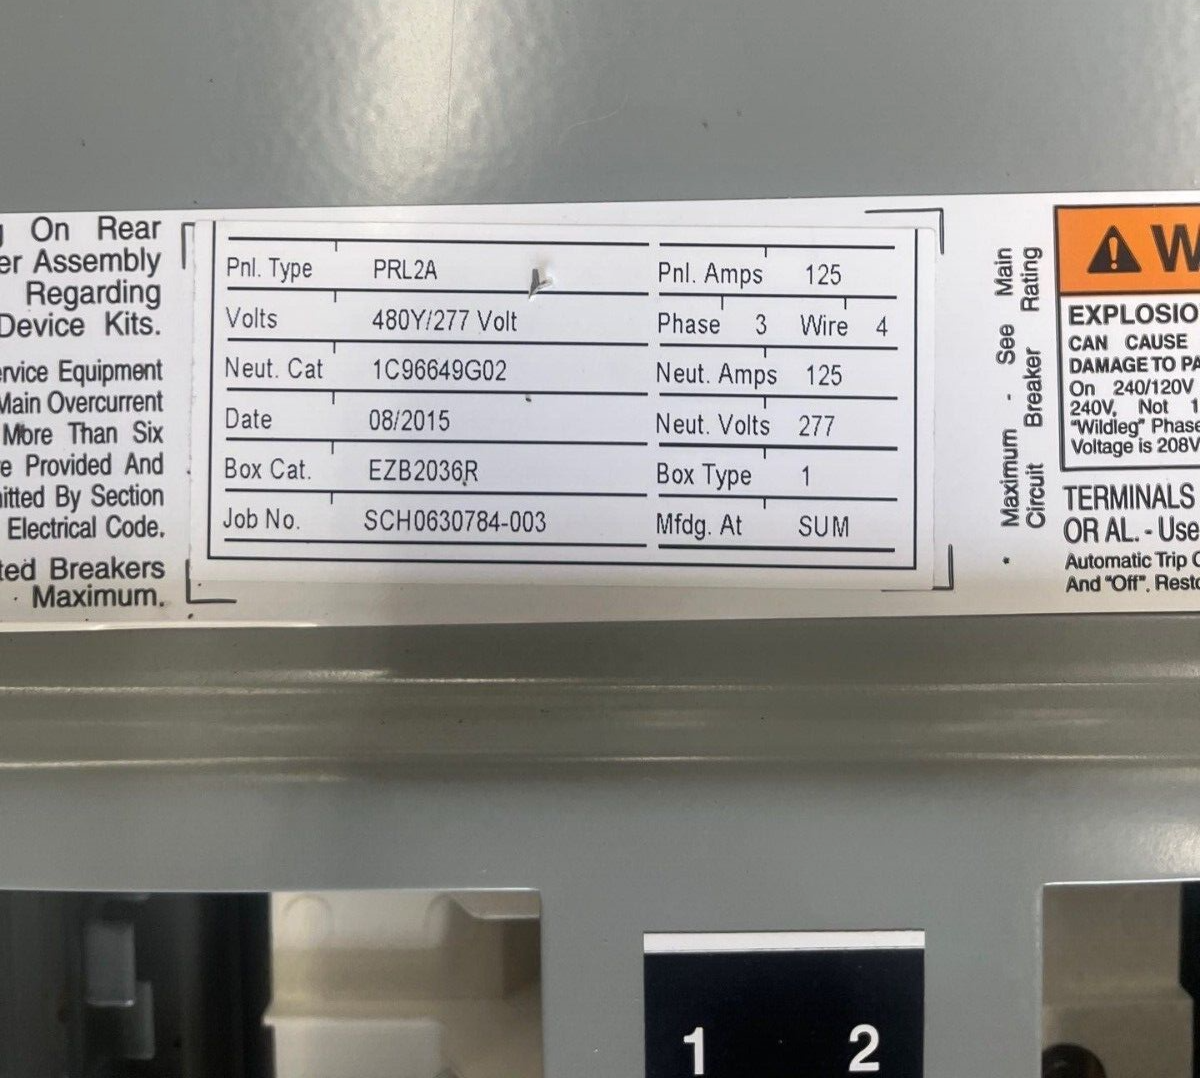 On Rear
Assembly
Regarding
Device Kits.
Equipment
Main Overcurrent
More Than Six
Provided And
By Section
Electrical Code.
Breakers
Maximum.
Pnl. Type PRL2A Pnl. Amps 125
Volts 480Y/277 Volt Phase 3 Wire 4
Neut. Cat 1C96649G02 Neut. Amps 125
Date 08/2015 Neut. Volts 277
Box Cat. EZB2036R Box Type 1
Job No. SCH0630784-003 Mfdg. At SUM
* Maximum - See Main
Circuit Breaker Rating
W
EXPLOSIO
CAN CAUSE
DAMAGE TO PA
On 240/120V
240V, Not 1
"Wildleg" Phase
Voltage is 208V
TERMINALS
OR AL. - Use
Automatic Trip
And "Off". Resto
1 2